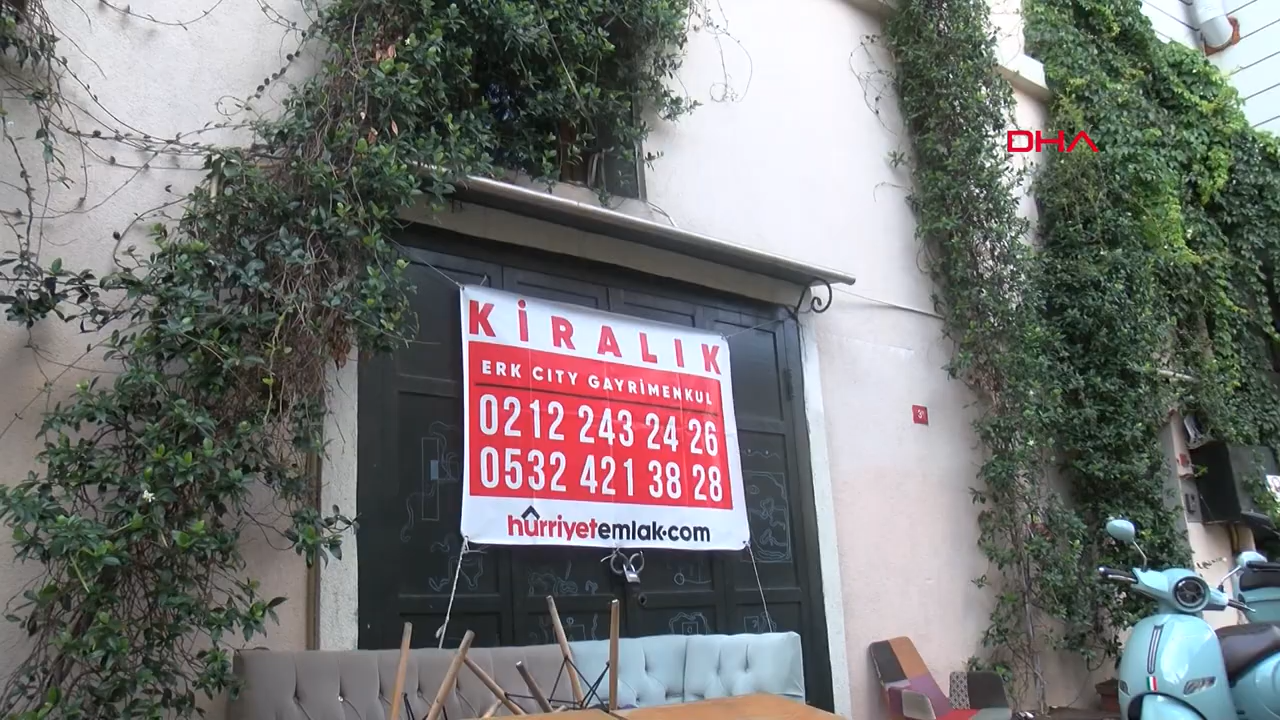 DHA
KİRALIK
ERK CITY GAYRİMENKUL
0212 243 24 26
0532 421 38 28
hürriyetemlak.com